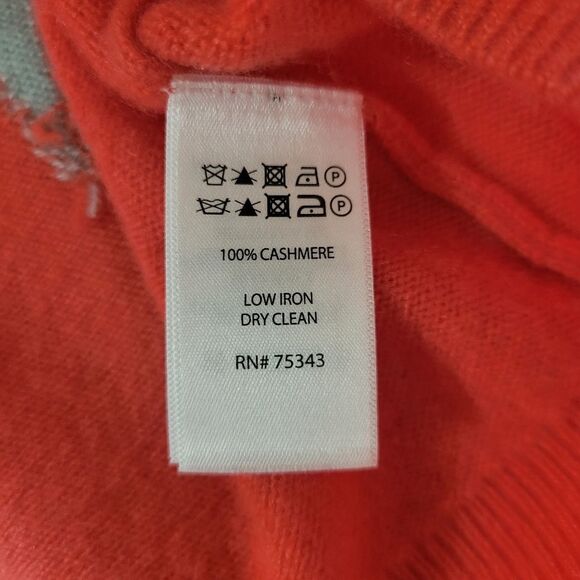 P
P
100% CASHMERE
LOW IRON
DRY CLEAN
RN# 75343